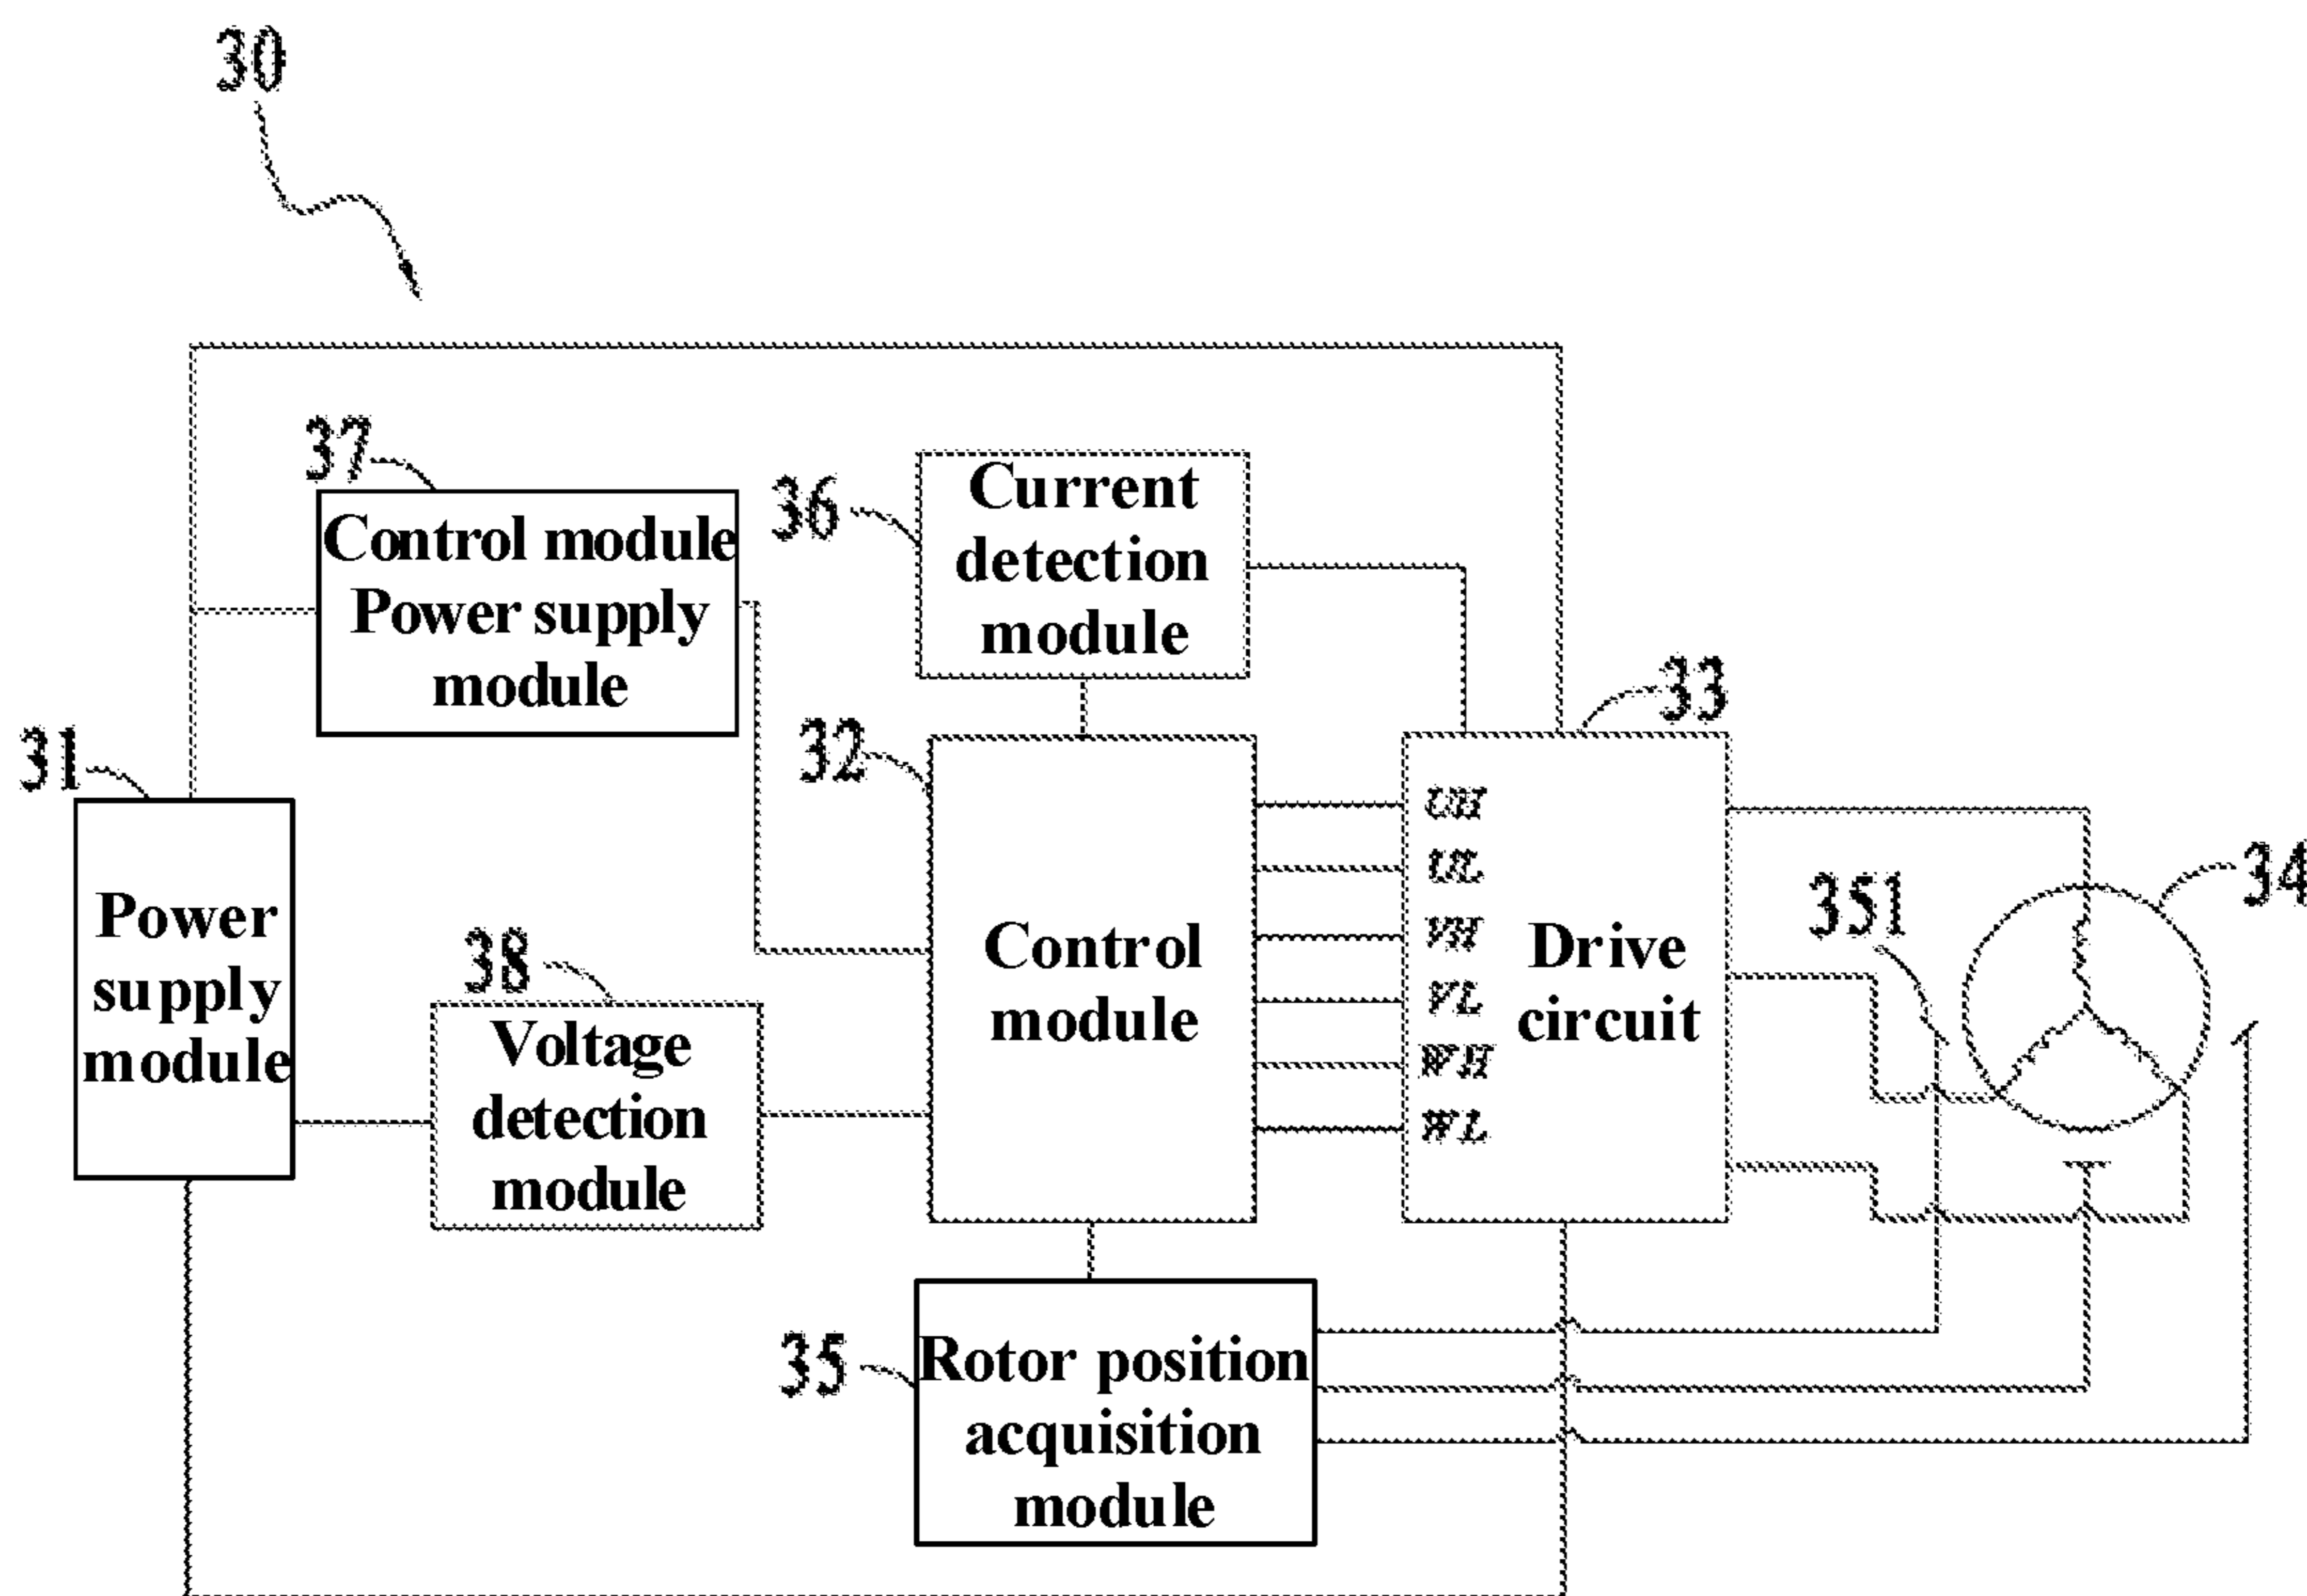 30
37
Control module
Power supply
module
36
Current
detection
module
33
31
Power
supply
module
32
Control
module
UH
UL
VH
VL
WH
WL
Drive
circuit
351
34
38
Voltage
detection
module
35
Rotor position
acquisition
module